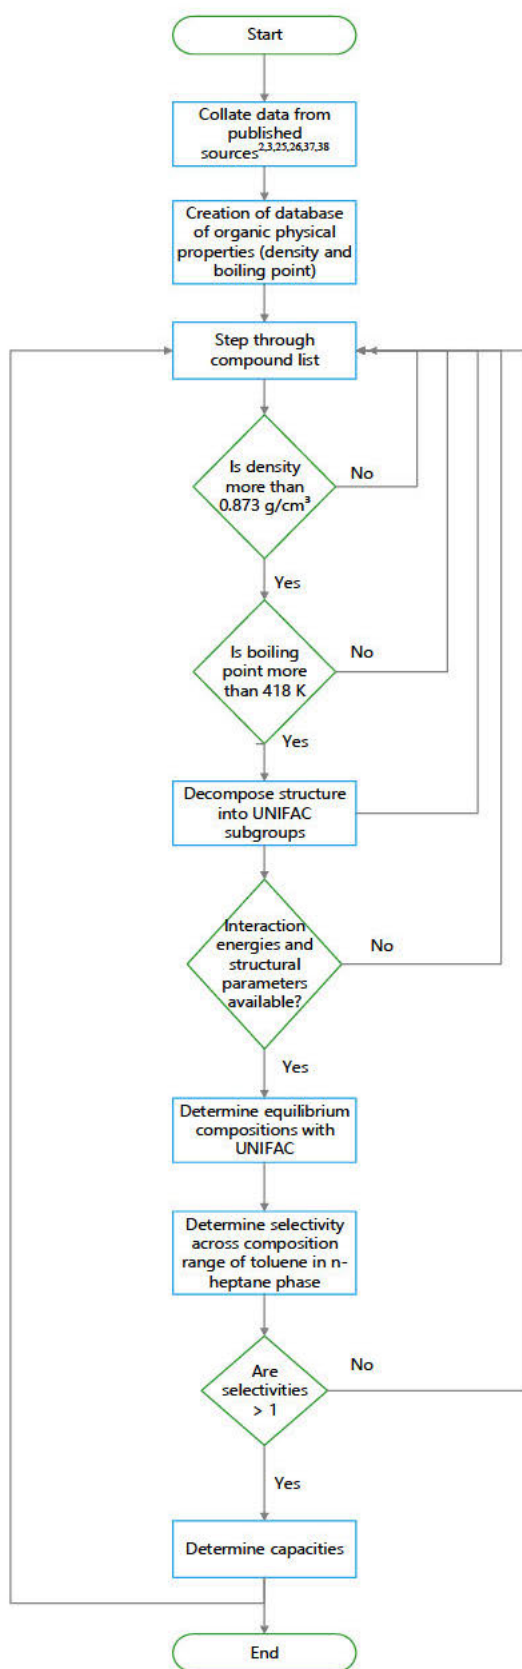 Start
Collate data from
published
sources2,3,25,26,37,38
Creation of database
of organic physical
properties (density and
boiling point)
Step through
compound list
Is density
more than
0.873 g/cm³
No
Yes
Is boiling
point more
than 418 K
No
Yes
Decompose structure
into UNIFAC
subgroups
Interaction
energies and
structural
parameters
available?
No
Yes
Determine equilibrium
compositions with
UNIFAC
Determine selectivity
across composition
range of toluene in n-
heptane phase
Are
selectivities
> 1
No
Yes
Determine capacities
End